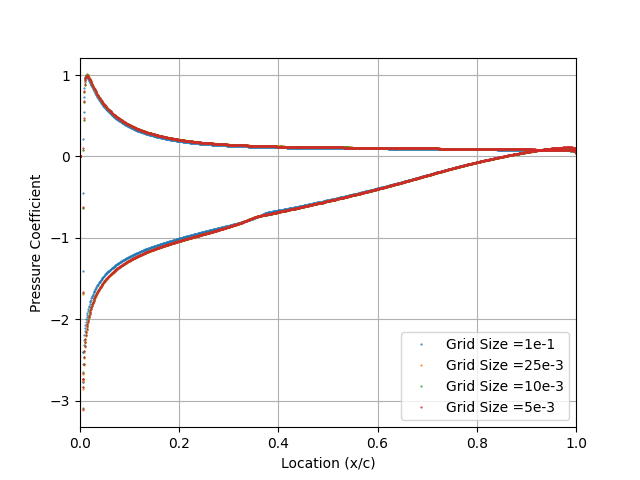 1
0
−1
−2
−3
Pressure Coefficient
0.0 0.2 0.4 0.6 0.8 1.0
Location (x/c)
Grid Size =1e-1
Grid Size =25e-3
Grid Size =10e-3
Grid Size =5e-3